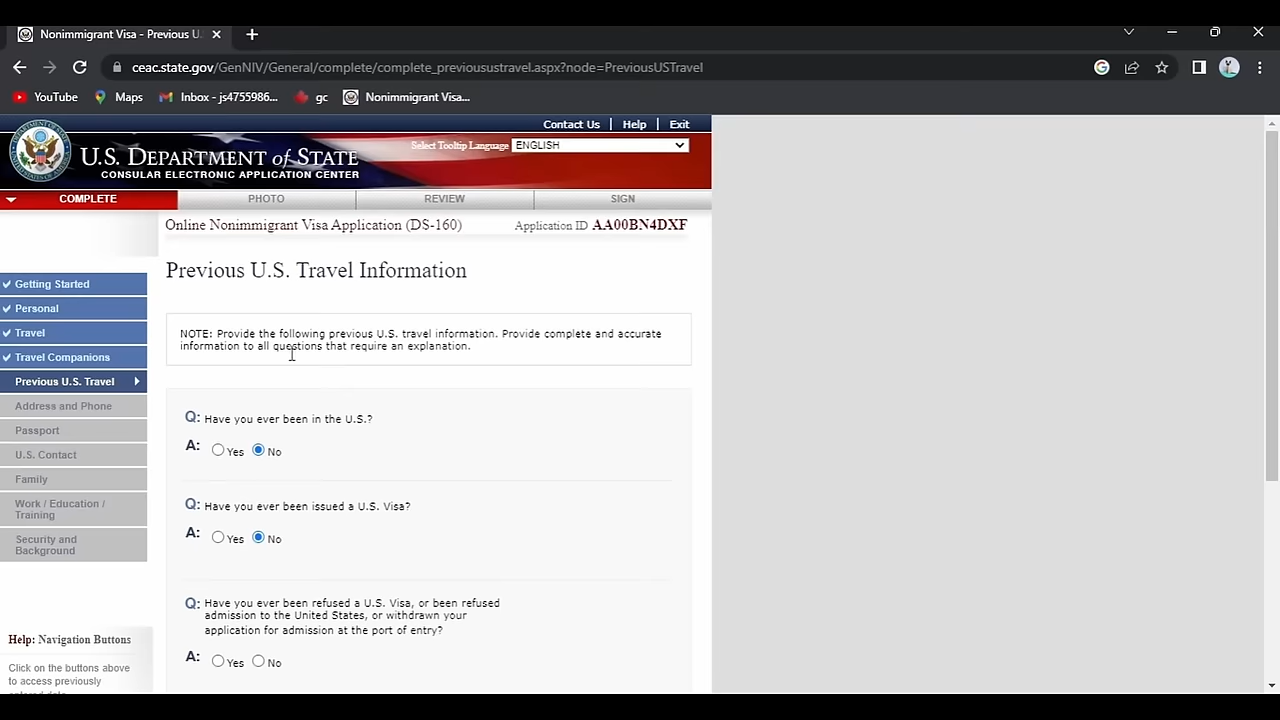 Nonimmigrant Visa - Previous U
ceac.state.gov/GenNIV/General/complete/complete_previousustravel.aspx?node=PreviousUSTravel
YouTube Maps Inbox - js4755986... gc Nonimmigrant Visa...
Contact Us | Help | Exit
Select Tooltip Language ENGLISH
U.S. DEPARTMENT of STATE
CONSULAR ELECTRONIC APPLICATION CENTER
COMPLETE PHOTO REVIEW SIGN
Online Nonimmigrant Visa Application (DS-160) Application ID AA00BN4DXF
Previous U.S. Travel Information
Getting Started
Personal
Travel
Travel Companions
Previous U.S. Travel
Address and Phone
Passport
U.S. Contact
Family
Work / Education /
Training
Security and
Background
NOTE: Provide the following previous U.S. travel information. Provide complete and accurate
information to all questions that require an explanation.
Q: Have you ever been in the U.S.?
A: Yes No
Q: Have you ever been issued a U.S. Visa?
A: Yes No
Q: Have you ever been refused a U.S. Visa, or been refused
admission to the United States, or withdrawn your
application for admission at the port of entry?
A: Yes No
Help: Navigation Buttons
Click on the buttons above
to access previously